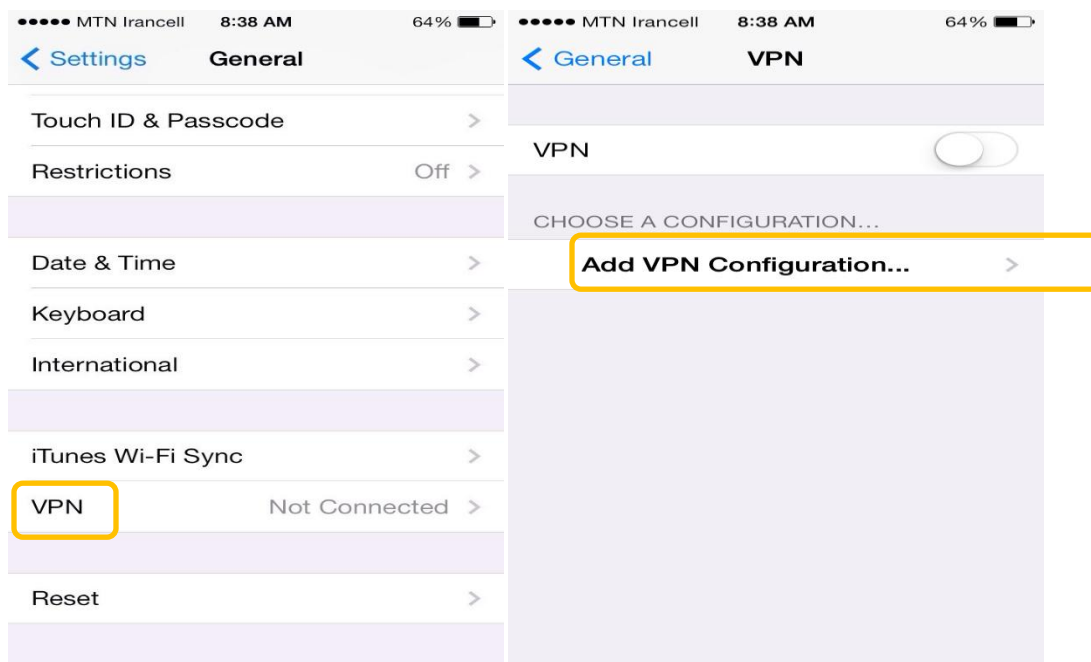 MTN Irancell 8:38 AM 64%
Settings General
Touch ID & Passcode
Restrictions Off
Date & Time
Keyboard
International
iTunes Wi-Fi Sync
VPN Not Connected
Reset
MTN Irancell 8:38 AM 64%
General VPN
VPN
CHOOSE A CONFIGURATION...
Add VPN Configuration...